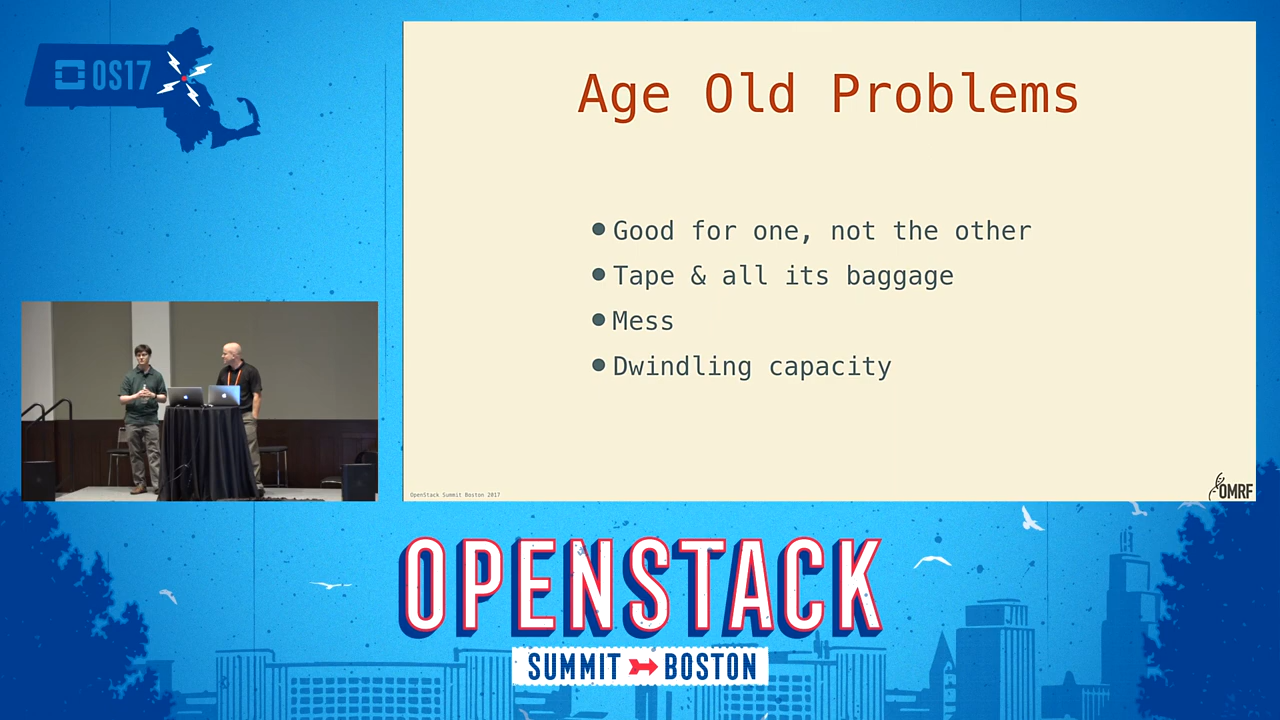 OS17
Age Old Problems
Good for one, not the other
Tape & all its baggage
Mess
Dwindling capacity
OpenStack Summit Boston 2017
OMRF
OPENSTACK
SUMMIT BOSTON